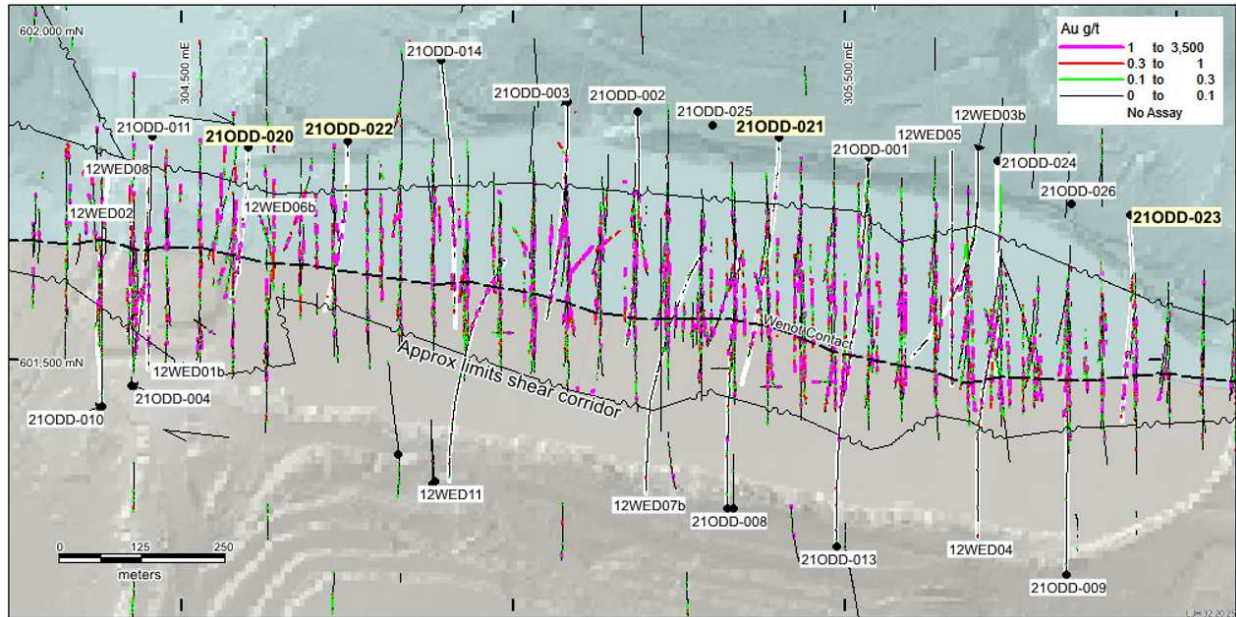 602,000 mN
304,500 mE
21ODD-014
305,500 mE
Au g/t
1 to 3,500
0.3 to 1
0.1 to 0.3
0 to 0.1
No Assay
21ODD-003
21ODD-002
21ODD-025
12WED03b
21ODD-011
21ODD-020
21ODD-022
21ODD-021
12WED05
21ODD-001
21ODD-024
12WED08
21ODD-026
12WED02
12WED06b
21ODD-023
Wenot Contact
601,500 mN
12WED01b
Approx limits shear corridor
21ODD-004
21ODD-010
12WED11
12WED07b
21ODD-008
21ODD-013
12WED04
21ODD-009
0 125 250
meters